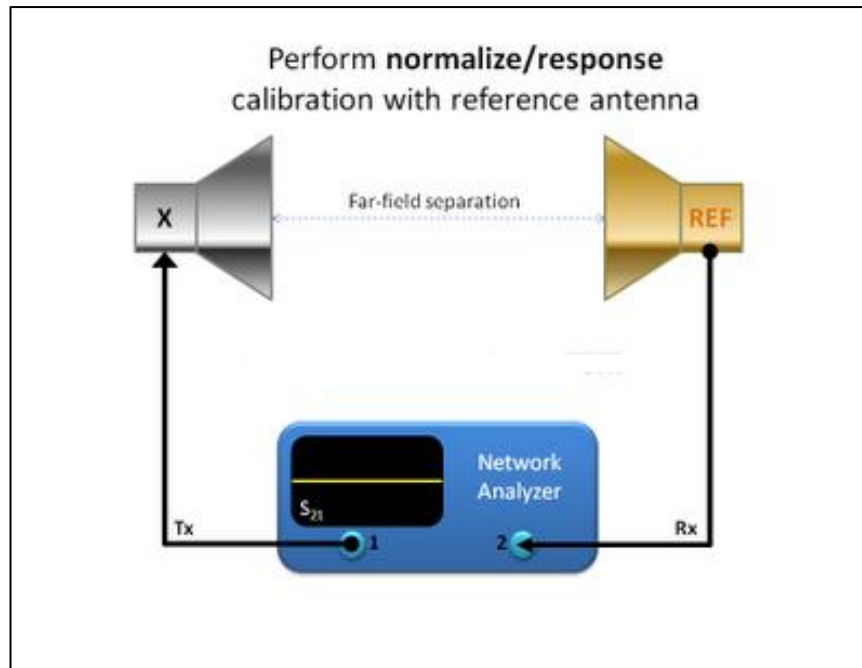 Perform normalize/response
calibration with reference antenna
X
Far-field separation
REF
Network
Analyzer
S21
Tx
1
2
Rx